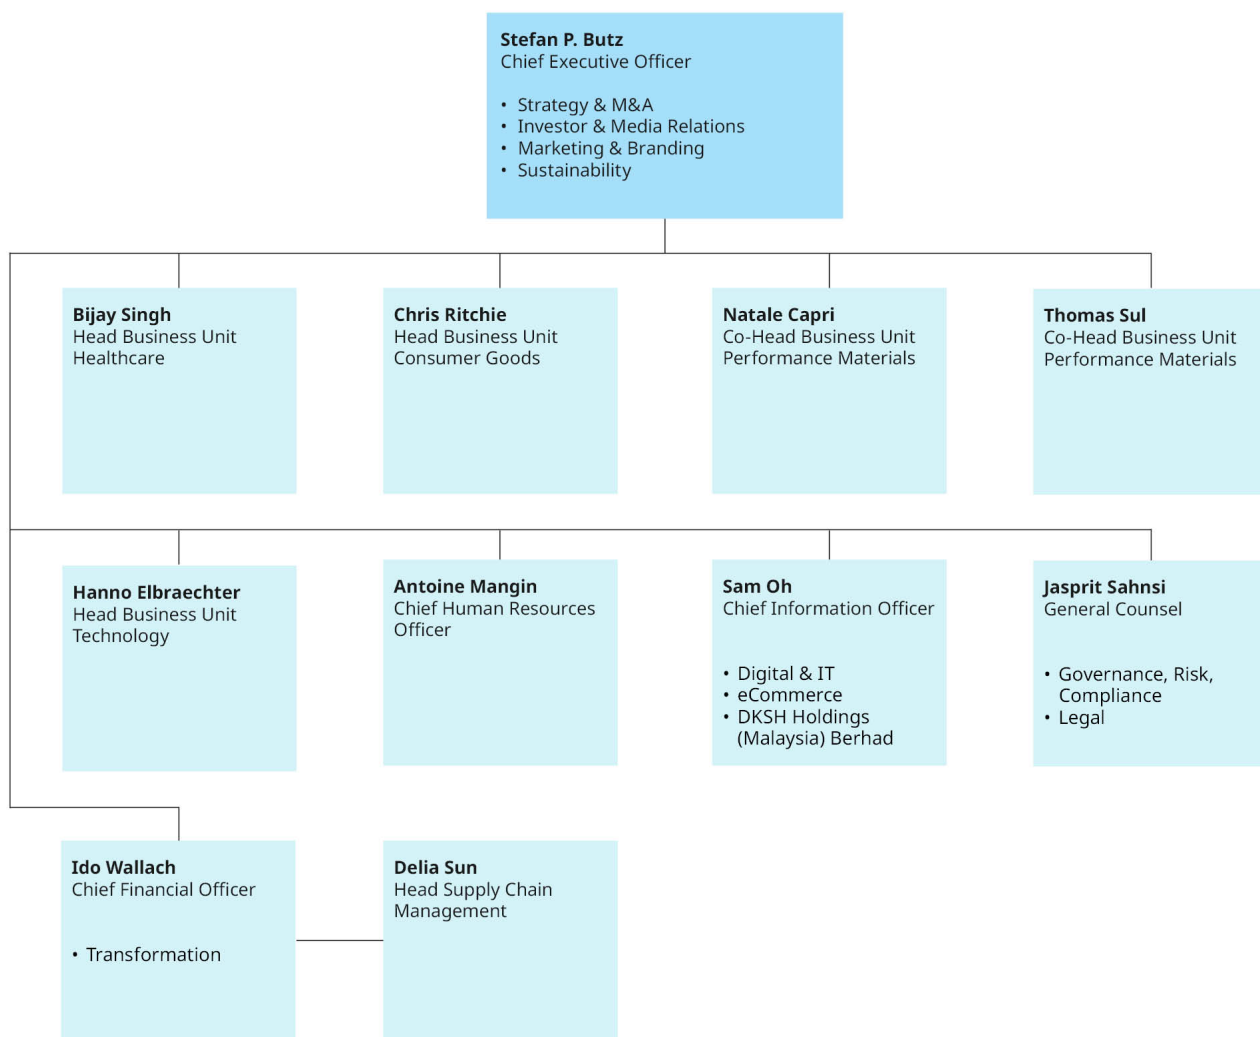 Stefan P. Butz
Chief Executive Officer
• Strategy & M&A
• Investor & Media Relations
• Marketing & Branding
• Sustainability
Bijay Singh
Head Business Unit
Healthcare
Chris Ritchie
Head Business Unit
Consumer Goods
Natale Capri
Co-Head Business Unit
Performance Materials
Thomas Sul
Co-Head Business Unit
Performance Materials
Hanno Elbraechter
Head Business Unit
Technology
Antoine Mangin
Chief Human Resources
Officer
Sam Oh
Chief Information Officer
• Digital & IT
• eCommerce
• DKSH Holdings
(Malaysia) Berhad
Jasprit Sahnsi
General Counsel
• Governance, Risk,
Compliance
• Legal
Ido Wallach
Chief Financial Officer
• Transformation
Delia Sun
Head Supply Chain
Management